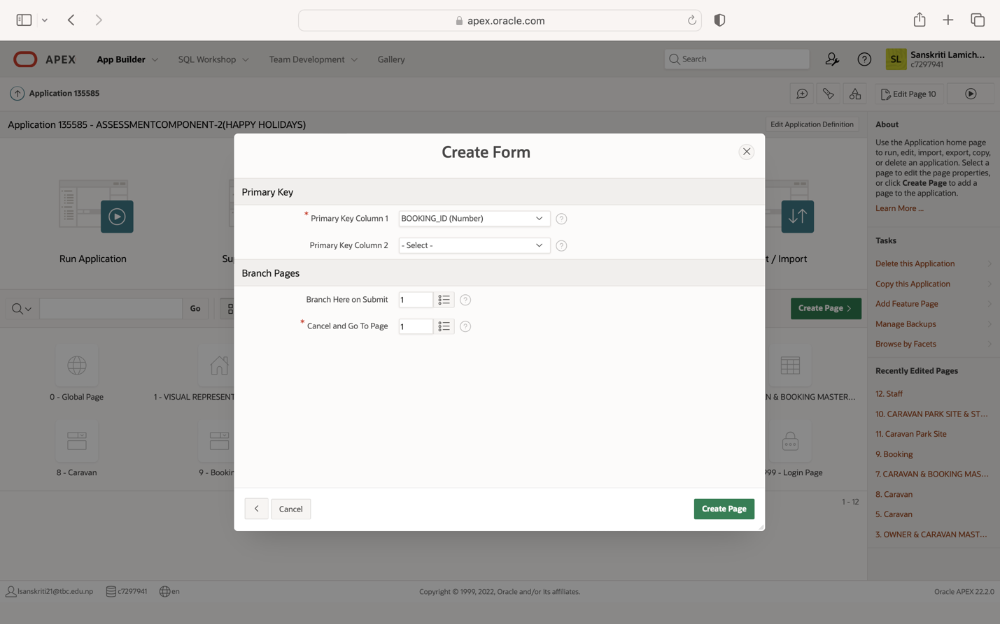 apex.oracle.com
APEX
App Builder
SQL Workshop
Team Development
Gallery
Search
SL
Sanskriti Lamich...
c7297941
Application 135585
Edit Page 10
Application 135585 - ASSESSMENTCOMPONENT-2(HAPPY HOLIDAYS)
Edit Application Definition
Run Application
Su
t / Import
Go
Create Page
0 - Global Page
1 - VISUAL REPRESENT
N & BOOKING MASTER...
8 - Caravan
9 - Bookin
999 - Login Page
1 - 12
Create Form
Primary Key
* Primary Key Column 1
BOOKING_ID (Number)
?
Primary Key Column 2
- Select -
?
Branch Pages
Branch Here on Submit
1
?
* Cancel and Go To Page
1
?
Cancel
Create Page
About
Use the Application home page
to run, edit, import, export, copy,
or delete an application. Select a
page to edit the page properties,
or click Create Page to add a
page to the application.
Learn More ...
Tasks
Delete this Application
Copy this Application
Add Feature Page
Manage Backups
Browse by Facets
Recently Edited Pages
12. Staff
10. CARAVAN PARK SITE & ST...
11. Caravan Park Site
9. Booking
7. CARAVAN & BOOKING MAS...
8. Caravan
5. Caravan
3. OWNER & CARAVAN MAST...
lsanskriti21@tbc.edu.np
c7297941
en
Copyright © 1999, 2022, Oracle and/or its affiliates.
Oracle APEX 22.2.0